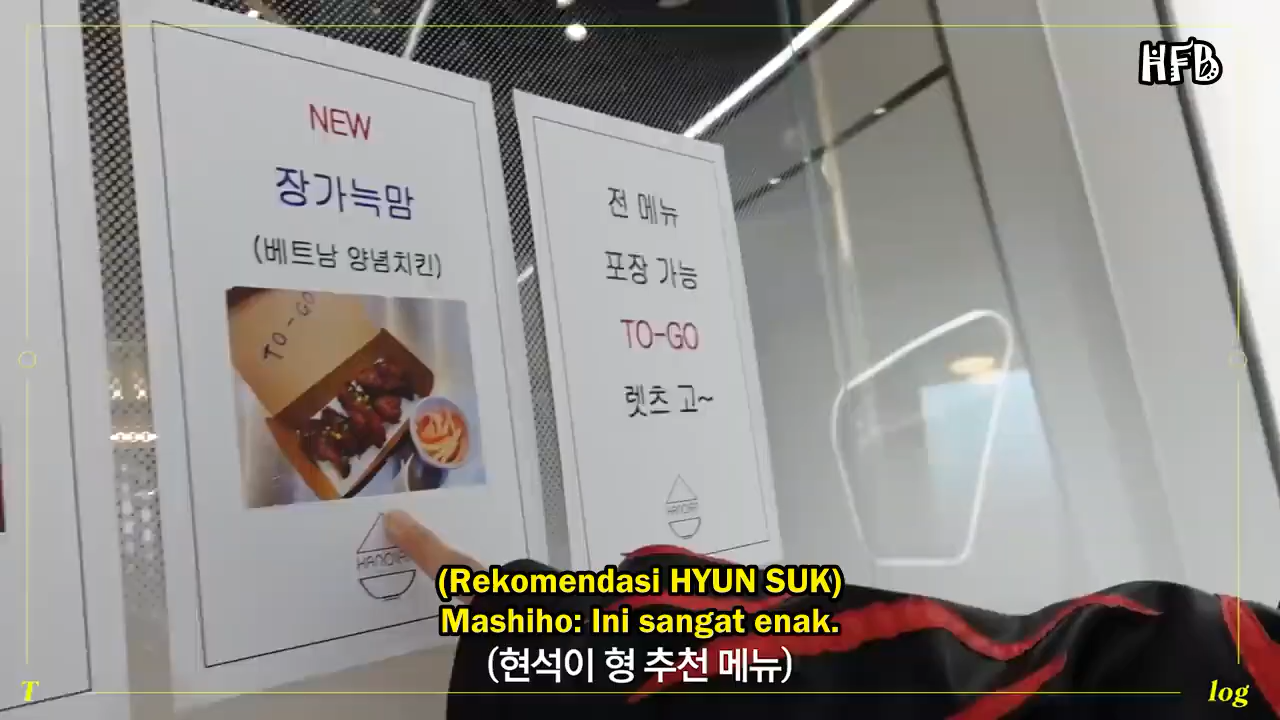 HFB
NEW
장가늑맘
(베트남 양념치킨)
TO-GO
전 메뉴
포장 가능
TO-GO
렛츠 고~
HANOIA
(Rekomendasi HYUN SUK)
Mashiho: Ini sangat enak.
(현석이 형 추천 메뉴)
T
log